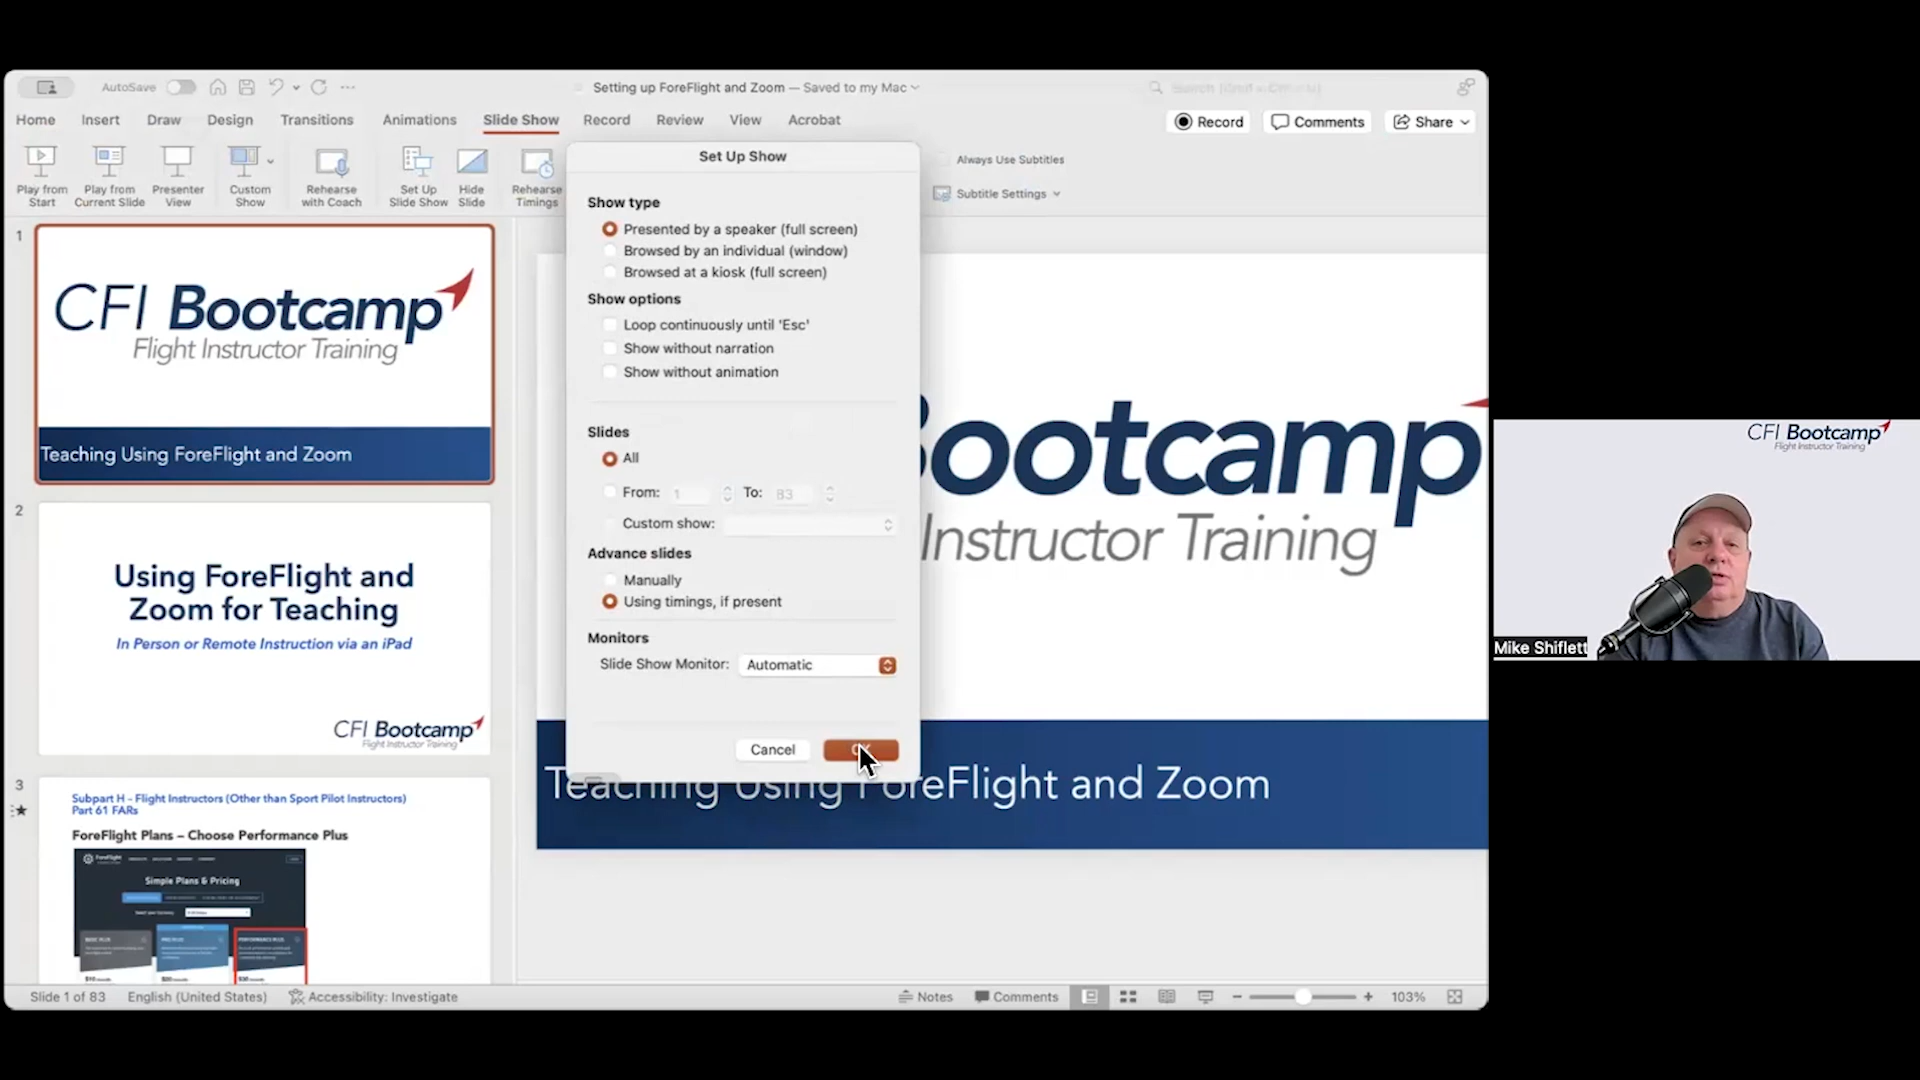 AutoSave
Setting up ForeFlight and Zoom — Saved to my Mac
Home Insert Draw Design Transitions Animations Slide Show Record Review View Acrobat
Record Comments Share
Play from Start
Play from Current Slide
Presenter View
Custom Show
Rehearse with Coach
Set Up Slide Show
Hide Slide
Rehearse Timings
Always Use Subtitles
Subtitle Settings
1
CFI Bootcamp
Flight Instructor Training
Teaching Using ForeFlight and Zoom
2
Using ForeFlight and
Zoom for Teaching
In Person or Remote Instruction via an iPad
CFI Bootcamp
Flight Instructor Training
3
Subpart H - Flight Instructors (Other than Sport Pilot Instructors)
Part 61 FARs
ForeFlight Plans – Choose Performance Plus
ForeFlight
Simple Plans & Pricing
Set Up Show
Show type
Presented by a speaker (full screen)
Browsed by an individual (window)
Browsed at a kiosk (full screen)
Show options
Loop continuously until 'Esc'
Show without narration
Show without animation
Slides
All
From: 1 To: 83
Custom show:
Advance slides
Manually
Using timings, if present
Monitors
Slide Show Monitor: Automatic
Cancel
ootcamp
Instructor Training
Teaching Using ForeFlight and Zoom
CFI Bootcamp
Flight Instructor Training
Mike Shiflett
Slide 1 of 83 English (United States) Accessibility: Investigate
Notes Comments 103%